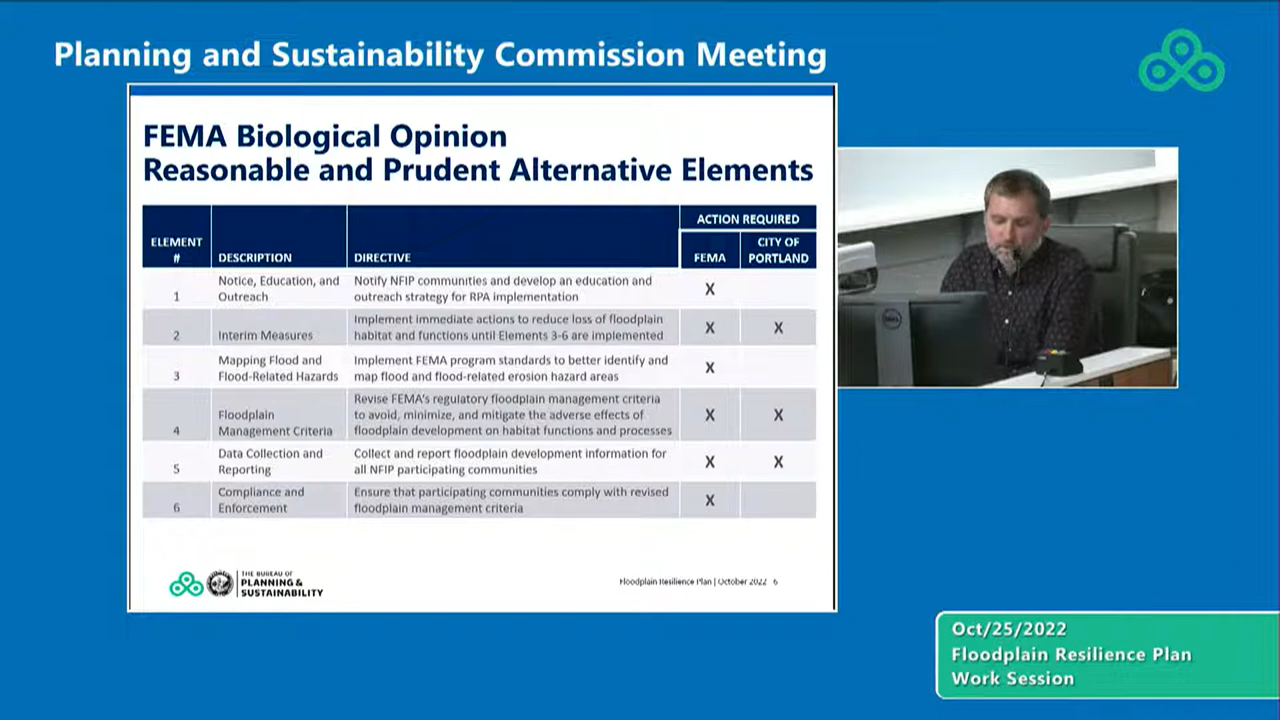 Planning and Sustainability Commission Meeting
FEMA Biological Opinion
Reasonable and Prudent Alternative Elements
ACTION REQUIRED
ELEMENT
#
DESCRIPTION
DIRECTIVE
FEMA
CITY OF
PORTLAND
1
Notice, Education, and
Outreach
Notify NFIP communities and develop an education and
outreach strategy for RPA implementation
X
2
Interim Measures
Implement immediate actions to reduce loss of floodplain
habitat and functions until Elements 3-6 are implemented
X
X
3
Mapping Flood and
Flood-Related Hazards
Implement FEMA program standards to better identify and
map flood and flood-related erosion hazard areas
X
4
Floodplain
Management Criteria
Revise FEMA's regulatory floodplain management criteria
to avoid, minimize, and mitigate the adverse effects of
floodplain development on habitat functions and processes
X
X
5
Data Collection and
Reporting
Collect and report floodplain development information for
all NFIP participating communities
X
X
6
Compliance and
Enforcement
Ensure that participating communities comply with revised
floodplain management criteria
X
THE BUREAU OF
PLANNING &
SUSTAINABILITY
Floodplain Resilience Plan | October 2022 6
DELL
Oct/25/2022
Floodplain Resilience Plan
Work Session